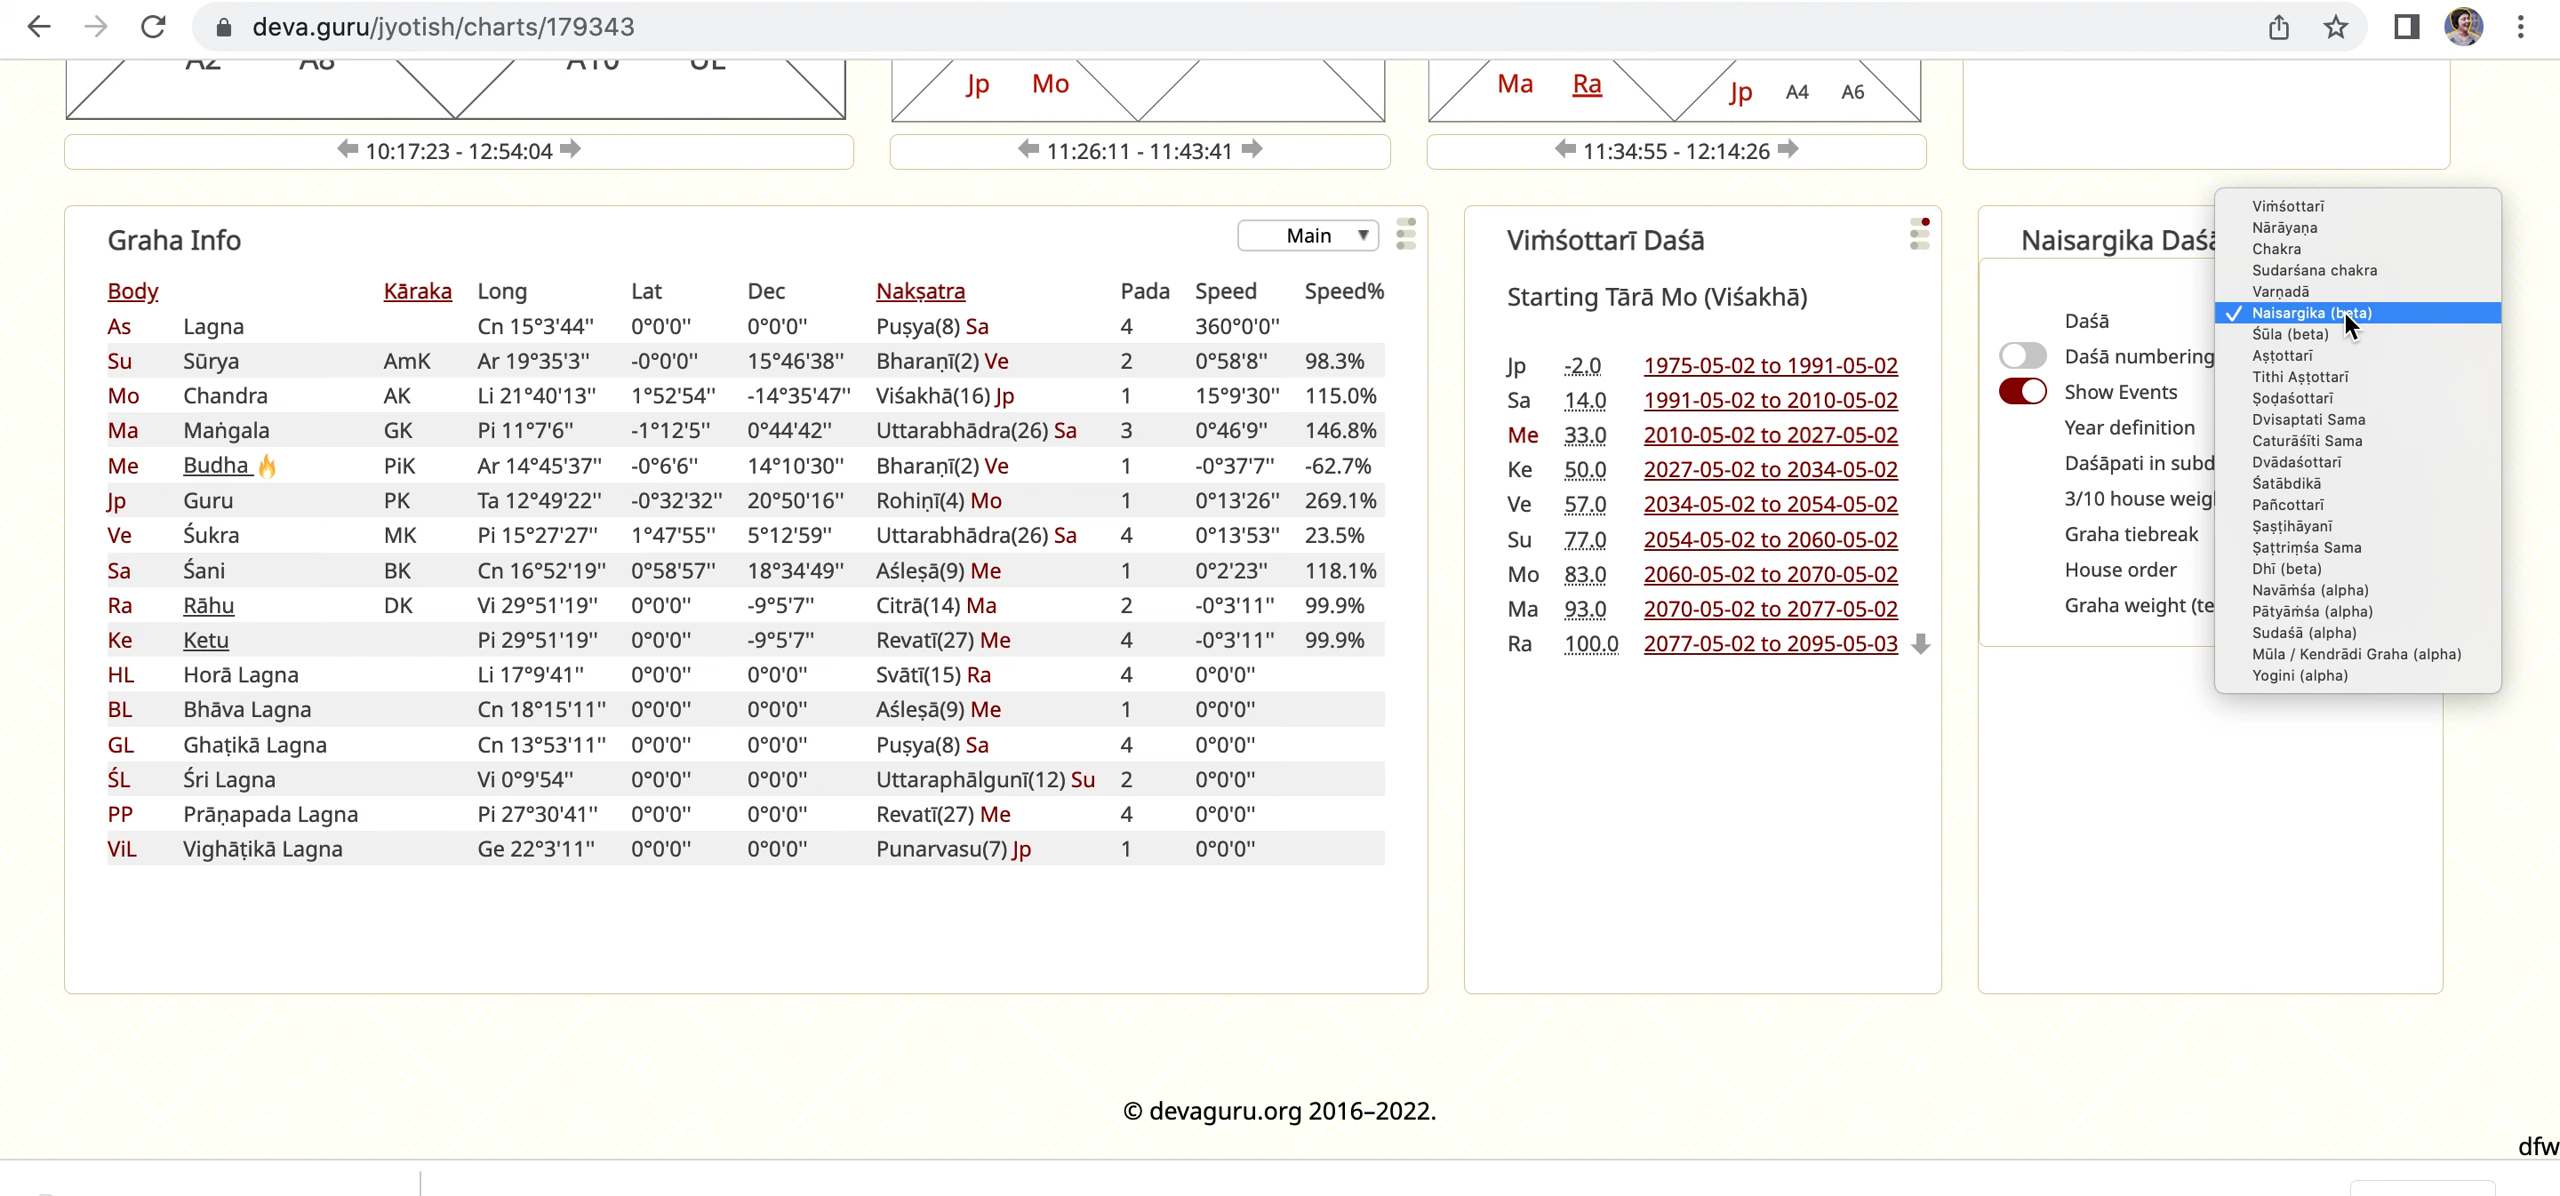 deva.guru/jyotish/charts/179343
A2 A8 A10 UL
Jp Mo
Ma Ra Jp A4 A6
10:17:23 - 12:54:04
11:26:11 - 11:43:41
11:34:55 - 12:14:26
Graha Info
Main
Body Kāraka Long Lat Dec Nakṣatra Pada Speed Speed%
As Lagna Cn 15°3'44'' 0°0'0'' 0°0'0'' Puṣya(8) Sa 4 360°0'0''
Su Sūrya AmK Ar 19°35'3'' -0°0'0'' 15°46'38'' Bharaṇī(2) Ve 2 0°58'8'' 98.3%
Mo Chandra AK Li 21°40'13'' 1°52'54'' -14°35'47'' Viśakhā(16) Jp 1 15°9'30'' 115.0%
Ma Maṅgala GK Pi 11°7'6'' -1°12'5'' 0°44'42'' Uttarabhādra(26) Sa 3 0°46'9'' 146.8%
Me Budha PiK Ar 14°45'37'' -0°6'6'' 14°10'30'' Bharaṇī(2) Ve 1 -0°37'7'' -62.7%
Jp Guru PK Ta 12°49'22'' -0°32'32'' 20°50'16'' Rohiṇī(4) Mo 1 0°13'26'' 269.1%
Ve Śukra MK Pi 15°27'27'' 1°47'55'' 5°12'59'' Uttarabhādra(26) Sa 4 0°13'53'' 23.5%
Sa Śani BK Cn 16°52'19'' 0°58'57'' 18°34'49'' Aśleṣā(9) Me 1 0°2'23'' 118.1%
Ra Rāhu DK Vi 29°51'19'' 0°0'0'' -9°5'7'' Citrā(14) Ma 2 -0°3'11'' 99.9%
Ke Ketu Pi 29°51'19'' 0°0'0'' -9°5'7'' Revatī(27) Me 4 -0°3'11'' 99.9%
HL Horā Lagna Li 17°9'41'' 0°0'0'' 0°0'0'' Svātī(15) Ra 4 0°0'0''
BL Bhāva Lagna Cn 18°15'11'' 0°0'0'' 0°0'0'' Aśleṣā(9) Me 1 0°0'0''
GL Ghaṭikā Lagna Cn 13°53'11'' 0°0'0'' 0°0'0'' Puṣya(8) Sa 4 0°0'0''
ŚL Śri Lagna Vi 0°9'54'' 0°0'0'' 0°0'0'' Uttaraphālgunī(12) Su 2 0°0'0''
PP Prāṇapada Lagna Pi 27°30'41'' 0°0'0'' 0°0'0'' Revatī(27) Me 4 0°0'0''
ViL Vighāṭikā Lagna Ge 22°3'11'' 0°0'0'' 0°0'0'' Punarvasu(7) Jp 1 0°0'0''
Viṁśottarī Daśā
Starting Tārā Mo (Viśakhā)
Jp -2.0 1975-05-02 to 1991-05-02
Sa 14.0 1991-05-02 to 2010-05-02
Me 33.0 2010-05-02 to 2027-05-02
Ke 50.0 2027-05-02 to 2034-05-02
Ve 57.0 2034-05-02 to 2054-05-02
Su 77.0 2054-05-02 to 2060-05-02
Mo 83.0 2060-05-02 to 2070-05-02
Ma 93.0 2070-05-02 to 2077-05-02
Ra 100.0 2077-05-02 to 2095-05-03
Naisargika Daśā
Daśā
Daśā numbering
Show Events
Year definition
Daśāpati in subd
3/10 house weigh
Graha tiebreak
House order
Graha weight (te
Viṁśottarī
Nārāyaṇa
Chakra
Sudarśana chakra
Varṇadā
Naisargika (beta)
Śūla (beta)
Aṣṭottarī
Tithi Aṣṭottarī
Ṣoḍaśottarī
Dvisaptati Sama
Caturāśīti Sama
Dvādaśottarī
Śatābdikā
Pañcottarī
Ṣaṣṭihāyanī
Ṣaṭtriṁśa Sama
Dhī (beta)
Navāṁśa (alpha)
Pātyāṁśa (alpha)
Sudaśā (alpha)
Mūla / Kendrādi Graha (alpha)
Yogini (alpha)
© devaguru.org 2016–2022.
dfw